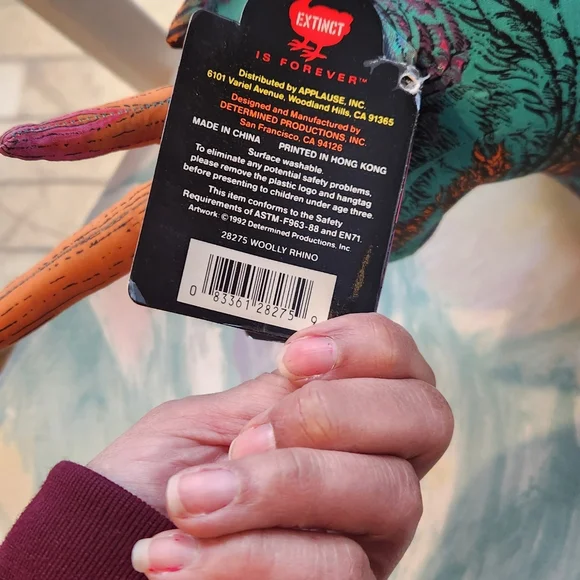 EXTINCT
IS FOREVER™
Distributed by APPLAUSE, INC.
6101 Variel Avenue, Woodland Hills, CA 91365
Designed and Manufactured by
DETERMINED PRODUCTIONS, INC.
San Francisco, CA 94126
MADE IN CHINA PRINTED IN HONG KONG
Surface washable.
To eliminate any potential safety problems,
please remove the plastic logo and hangtag
before presenting to children under age three.
This item conforms to the Safety
Requirements of ASTM-F963-88 and EN71.
Artwork: ©1992 Determined Productions, Inc.
28275 WOOLLY RHINO
0 83361 28275 9